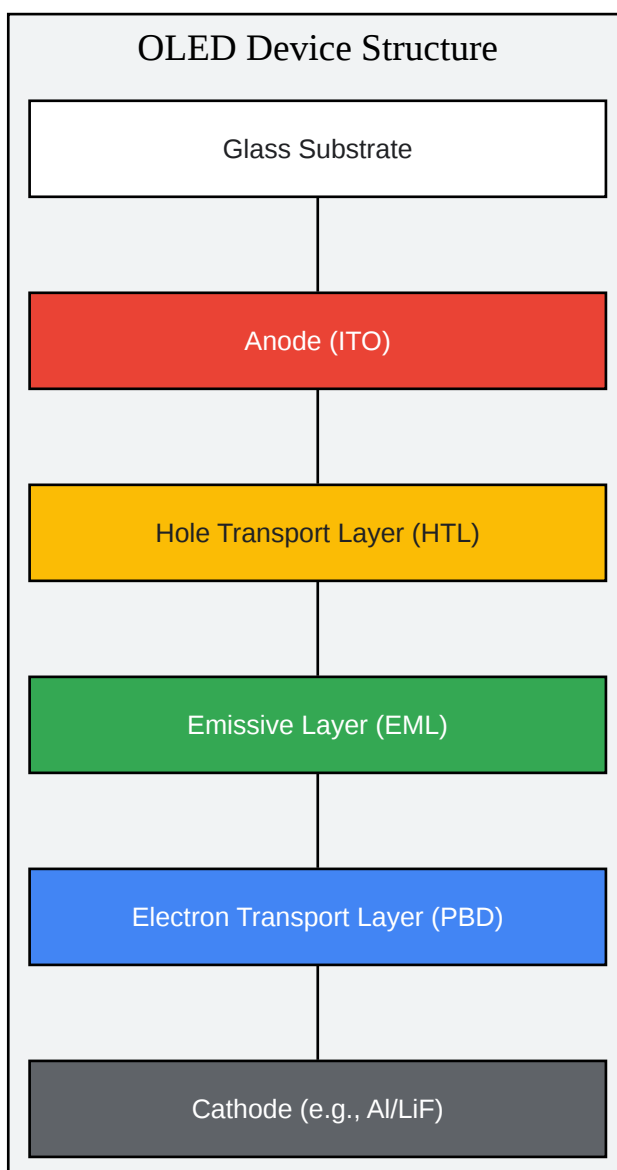 OLED Device Structure
Glass Substrate
Anode (ITO)
Hole Transport Layer (HTL)
Emissive Layer (EML)
Electron Transport Layer (PBD)
Cathode (e.g., Al/LiF)